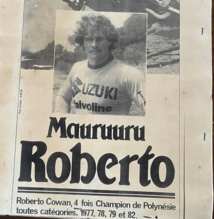 SUZUKI
valvoline
Mauruuru
Roberto
Roberto Cowan, 4 fois Champion de Polynésie
toutes catégories. 1977, 78, 79 et 82.